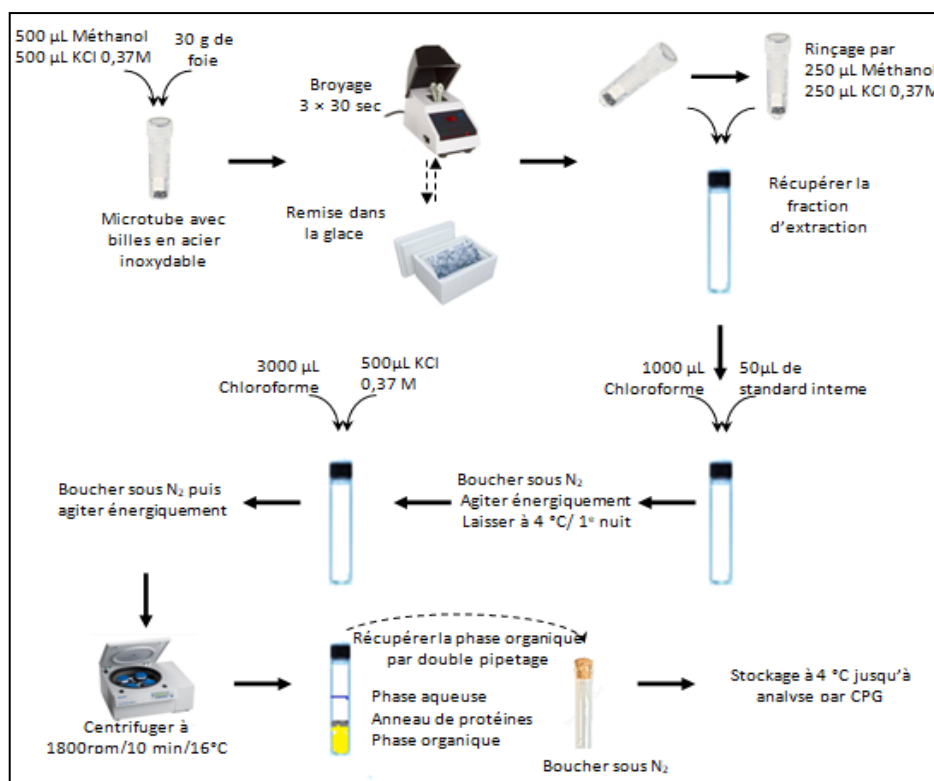 500 µL Méthanol
500 µL KCl 0,37M
30 g de
foie
Broyage
3 × 30 sec
Rinçage par
250 µL Méthanol
250 µL KCl 0,37M
Microtube avec
billes en acier
inoxydable
Remise dans
la glace
Récupérer la
fraction
d'extraction
3000 µL
Chloroforme
500µL KCl
0,37 M
1000 µL
Chloroforme
50µL de
standard interne
Boucher sous N₂ puis
agiter énergiquement
Boucher sous N₂
Agiter énergiquement
Laisser à 4 °C/ 1ᵉ nuit
Récupérer la phase organique
par double pipetage
Phase aqueuse
Anneau de protéines
Phase organique
Stockage à 4 °C jusqu'à
analyse par CPG
Centrifuger à
1800rpm/10 min/16°C
Boucher sous N₂